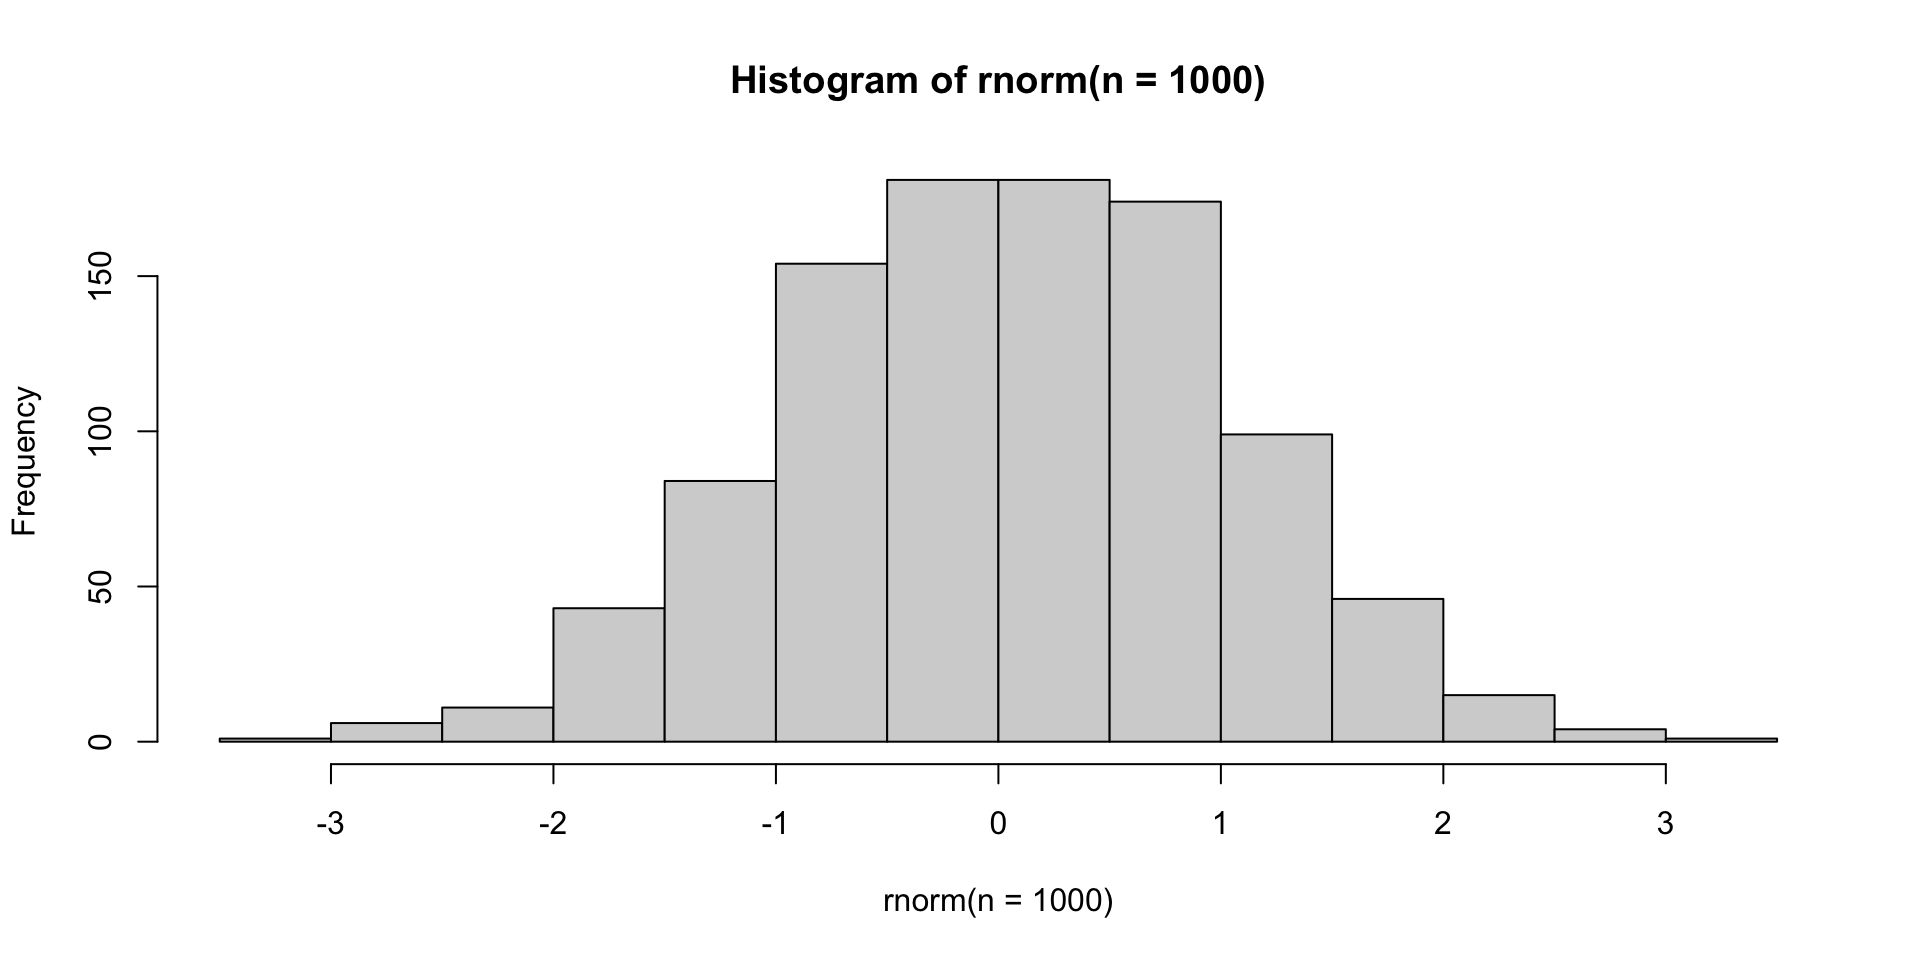 Histogram of rnorm(n = 1000)
Frequency
150
100
50
0
-3 -2 -1 0 1 2 3
rnorm(n = 1000)